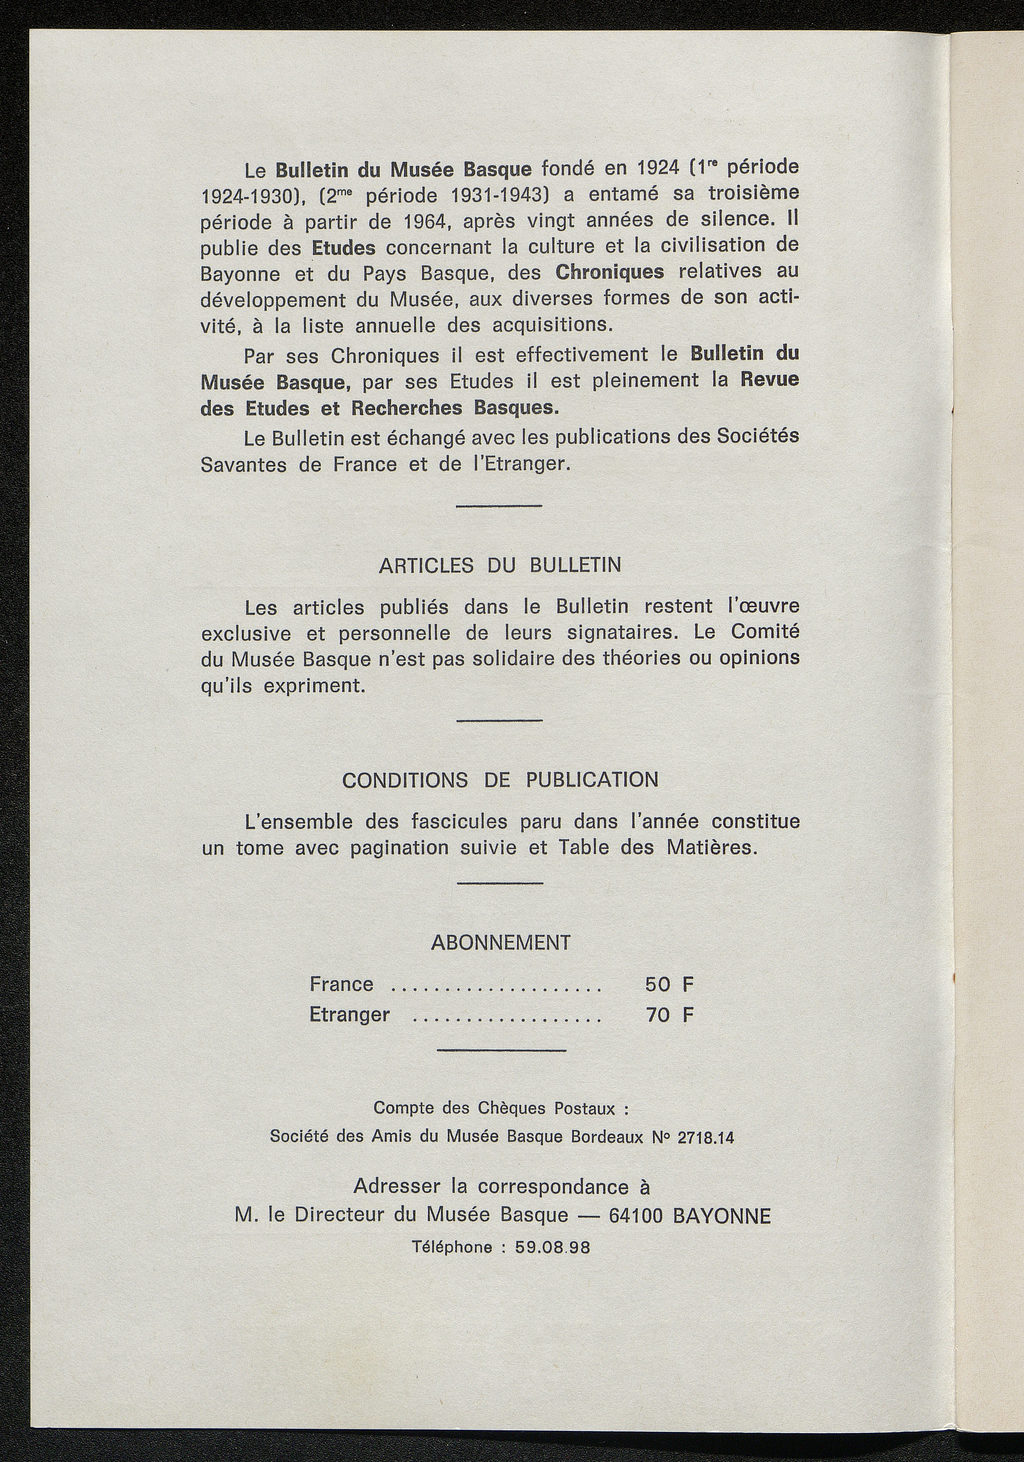 Le Bulletin du Musée Basque fondé en 1924 (1re période
1924-1930), (2me période 1931-1943) a entamé sa troisième
période à partir de 1964, après vingt années de silence. Il
publie des Etudes concernant la culture et la civilisation de
Bayonne et du Pays Basque, des Chroniques relatives au
développement du Musée, aux diverses formes de son acti-
vité, à la liste annuelle des acquisitions.
Par ses Chroniques il est effectivement le Bulletin du
Musée Basque, par ses Etudes il est pleinement la Revue
des Etudes et Recherches Basques.
Le Bulletin est échangé avec les publications des Sociétés
Savantes de France et de l'Etranger.
ARTICLES DU BULLETIN
Les articles publiés dans le Bulletin restent l'œuvre
exclusive et personnelle de leurs signataires. Le Comité
du Musée Basque n'est pas solidaire des théories ou opinions
qu'ils expriment.
CONDITIONS DE PUBLICATION
L'ensemble des fascicules paru dans l'année constitue
un tome avec pagination suivie et Table des Matières.
ABONNEMENT
France .................... 50 F
Etranger .................. 70 F
Compte des Chèques Postaux :
Société des Amis du Musée Basque Bordeaux No 2718.14
Adresser la correspondance à
M. le Directeur du Musée Basque — 64100 BAYONNE
Téléphone : 59.08.98